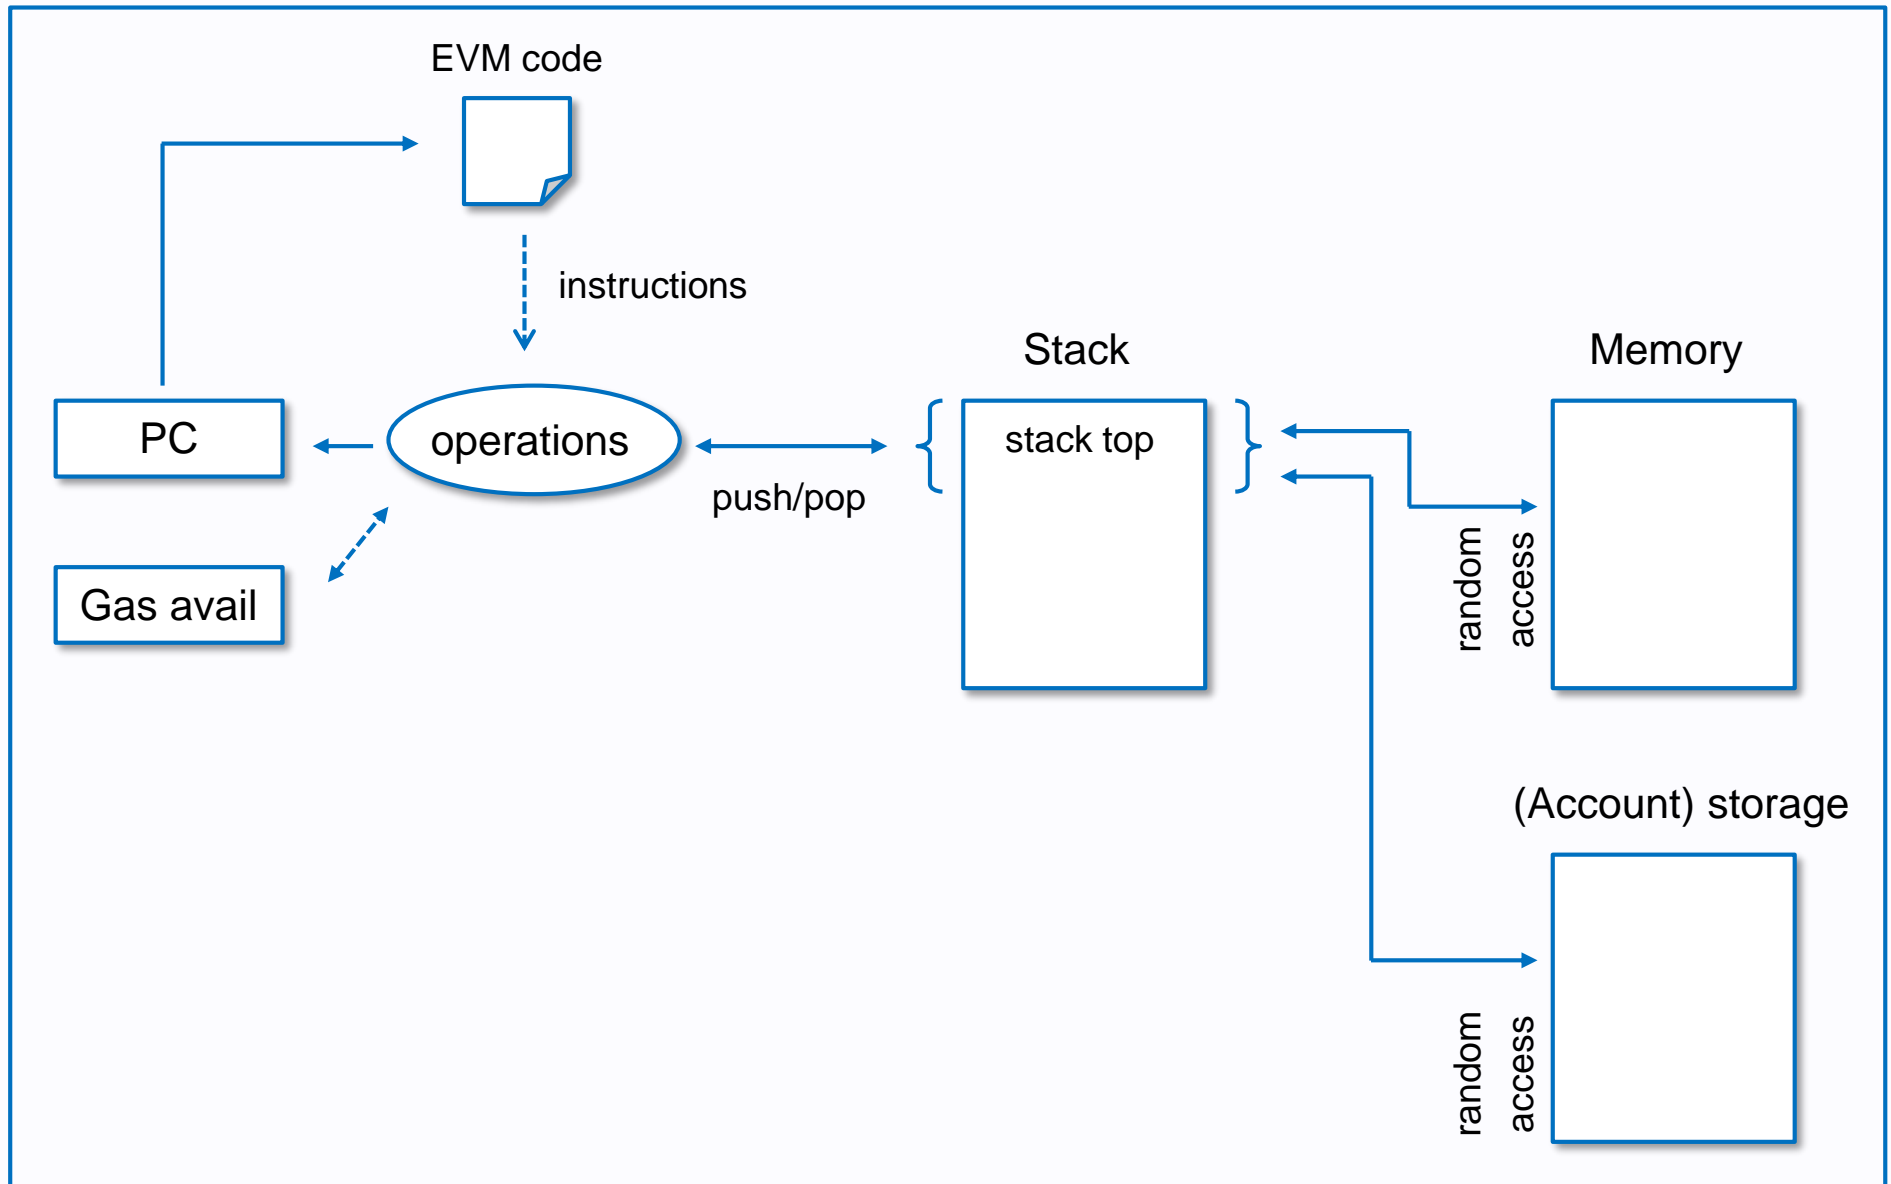 EVM code
instructions
Stack
Memory
PC
operations
stack top
push/pop
Gas avail
random
access
(Account) storage
random
access